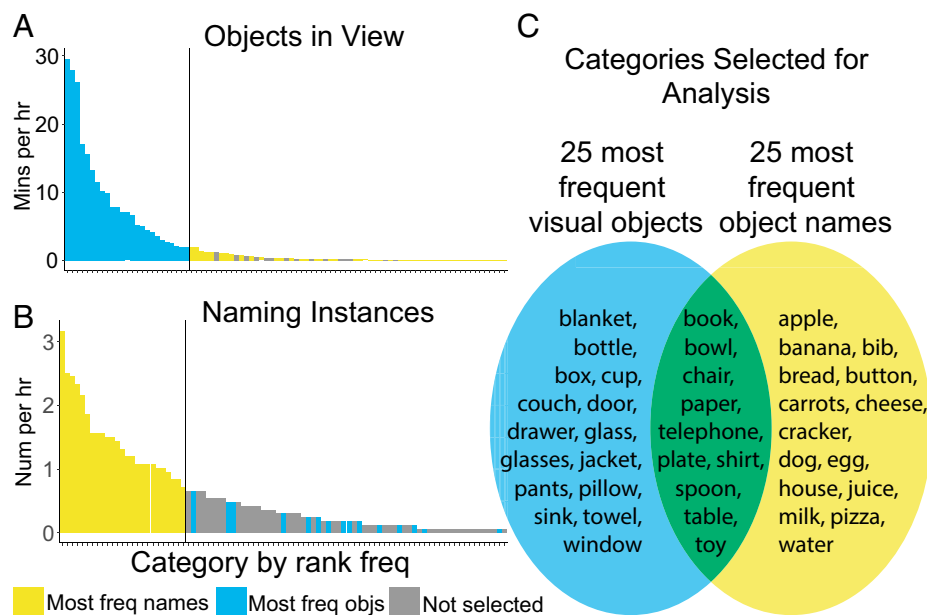 A
Objects in View
Mins per hr
30
20
10
0
B
Naming Instances
Num per hr
3
2
1
0
Category by rank freq
Most freq names
Most freq objs
Not selected
C
Categories Selected for
Analysis
25 most
frequent
visual objects
25 most
frequent
object names
blanket,
bottle,
box, cup,
couch, door,
drawer, glass,
glasses, jacket,
pants, pillow,
sink, towel,
window
book,
bowl,
chair,
paper,
telephone,
plate, shirt,
spoon,
table,
toy
apple,
banana, bib,
bread, button,
carrots, cheese,
cracker,
dog, egg,
house, juice,
milk, pizza,
water